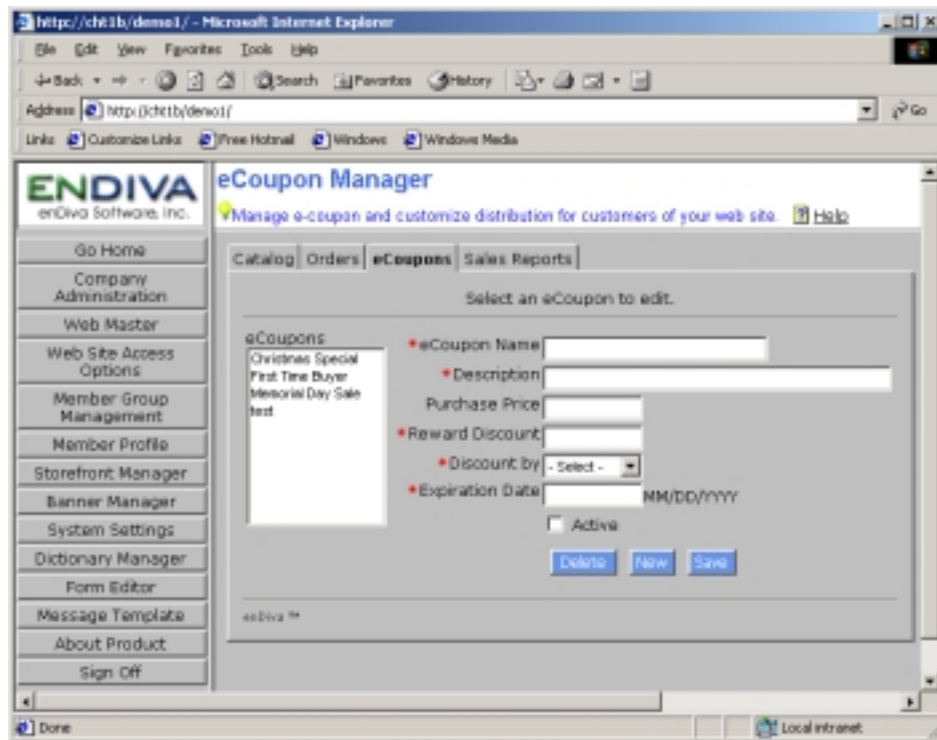 http://cht1b/demo1/ - Microsoft Internet Explorer
File Edit View Favorites Tools Help
Back Search Favorites History
Address http://cht1b/demo1/ Go
Links Customize Links Free Hotmail Windows Windows Media
ENDIVA
enDiva Software, Inc.
eCoupon Manager
Manage e-coupon and customize distribution for customers of your web site. Help
Go Home
Company
Administration
Web Master
Web Site Access
Options
Member Group
Management
Member Profile
Storefront Manager
Banner Manager
System Settings
Dictionary Manager
Form Editor
Message Template
About Product
Sign Off
Catalog Orders eCoupons Sales Reports
Select an eCoupon to edit.
eCoupons
Christmas Special
First Time Buyer
Memorial Day Sale
test
*eCoupon Name
*Description
Purchase Price
*Reward Discount
*Discount by - Select -
*Expiration Date MM/DD/YYYY
Active
Delete New Save
enDiva ™
Done Local intranet